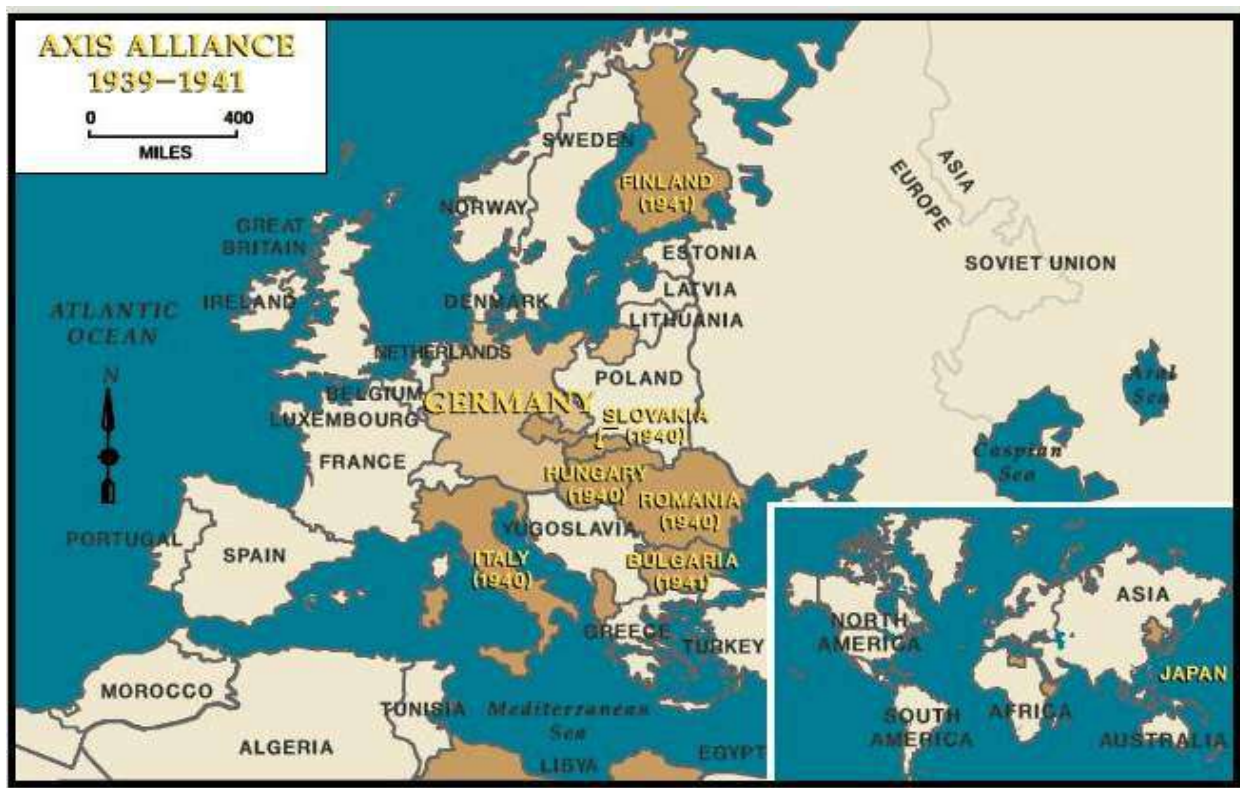 AXIS ALLIANCE
1939–1941
0 400
MILES
SWEDEN
FINLAND
(1941)
NORWAY
GREAT
BRITAIN
ESTONIA
ASIA
EUROPE
SOVIET UNION
IRELAND
DENMARK
LATVIA
LITHUANIA
ATLANTIC
OCEAN
NETHERLANDS
N
POLAND
Aral
Sea
BELGIUM
GERMANY
LUXEMBOURG
SLOVAKIA
(1940)
FRANCE
Caspian
Sea
HUNGARY
(1940)
ROMANIA
(1940)
YUGOSLAVIA
PORTUGAL
SPAIN
ITALY
(1940)
BULGARIA
(1941)
GREECE
TURKEY
MOROCCO
TUNISIA
Mediterranean
Sea
ALGERIA
LIBYA
EGYPT
NORTH
AMERICA
ASIA
JAPAN
SOUTH
AMERICA
AFRICA
AUSTRALIA